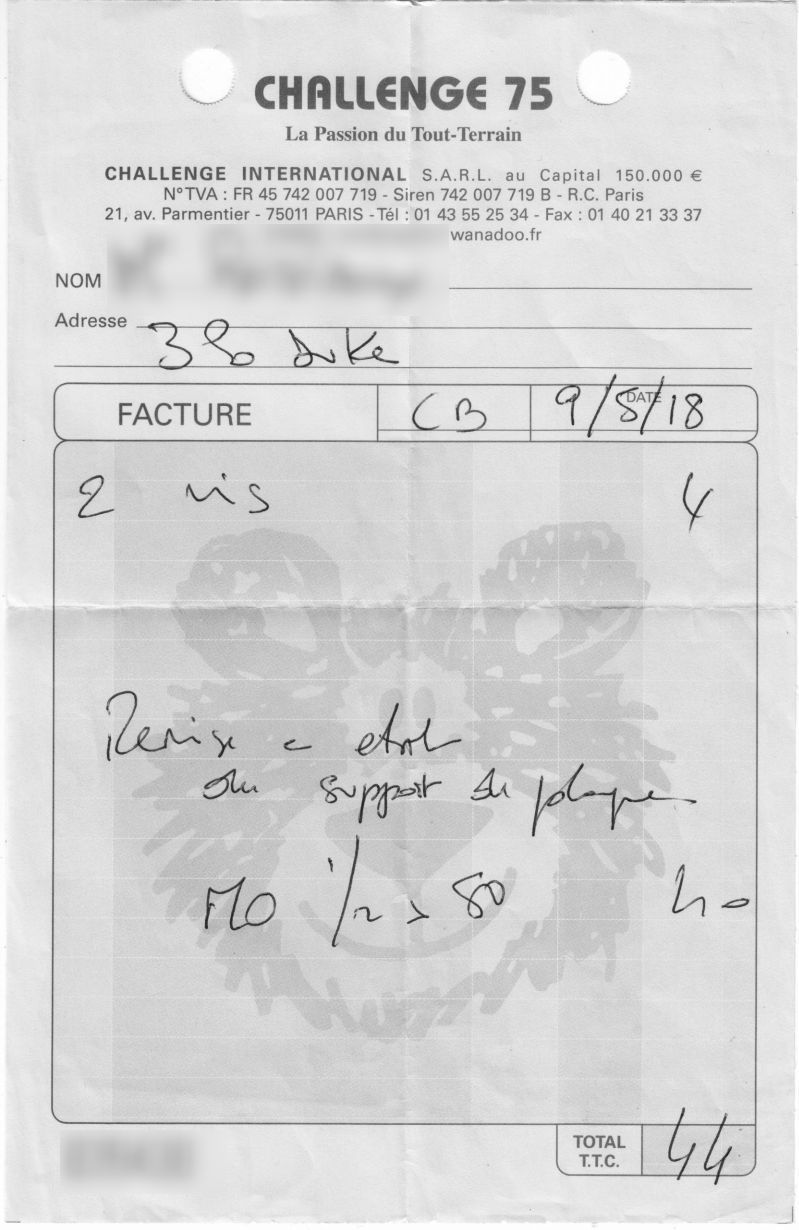 CHALLENGE 75
La Passion du Tout-Terrain
CHALLENGE INTERNATIONAL S.A.R.L. au Capital 150.000 €
N° TVA : FR 45 742 007 719 - Siren 742 007 719 B - R.C. Paris
21, av. Parmentier - 75011 PARIS - Tél : 01 43 55 25 34 - Fax : 01 40 21 33 37
wanadoo.fr
NOM
Adresse
Duke
FACTURE CB DATE 9/5/18
2 vis 4
Remise a etat
du support de plaque
MO 1/2 x 80 40
TOTAL T.T.C. 44